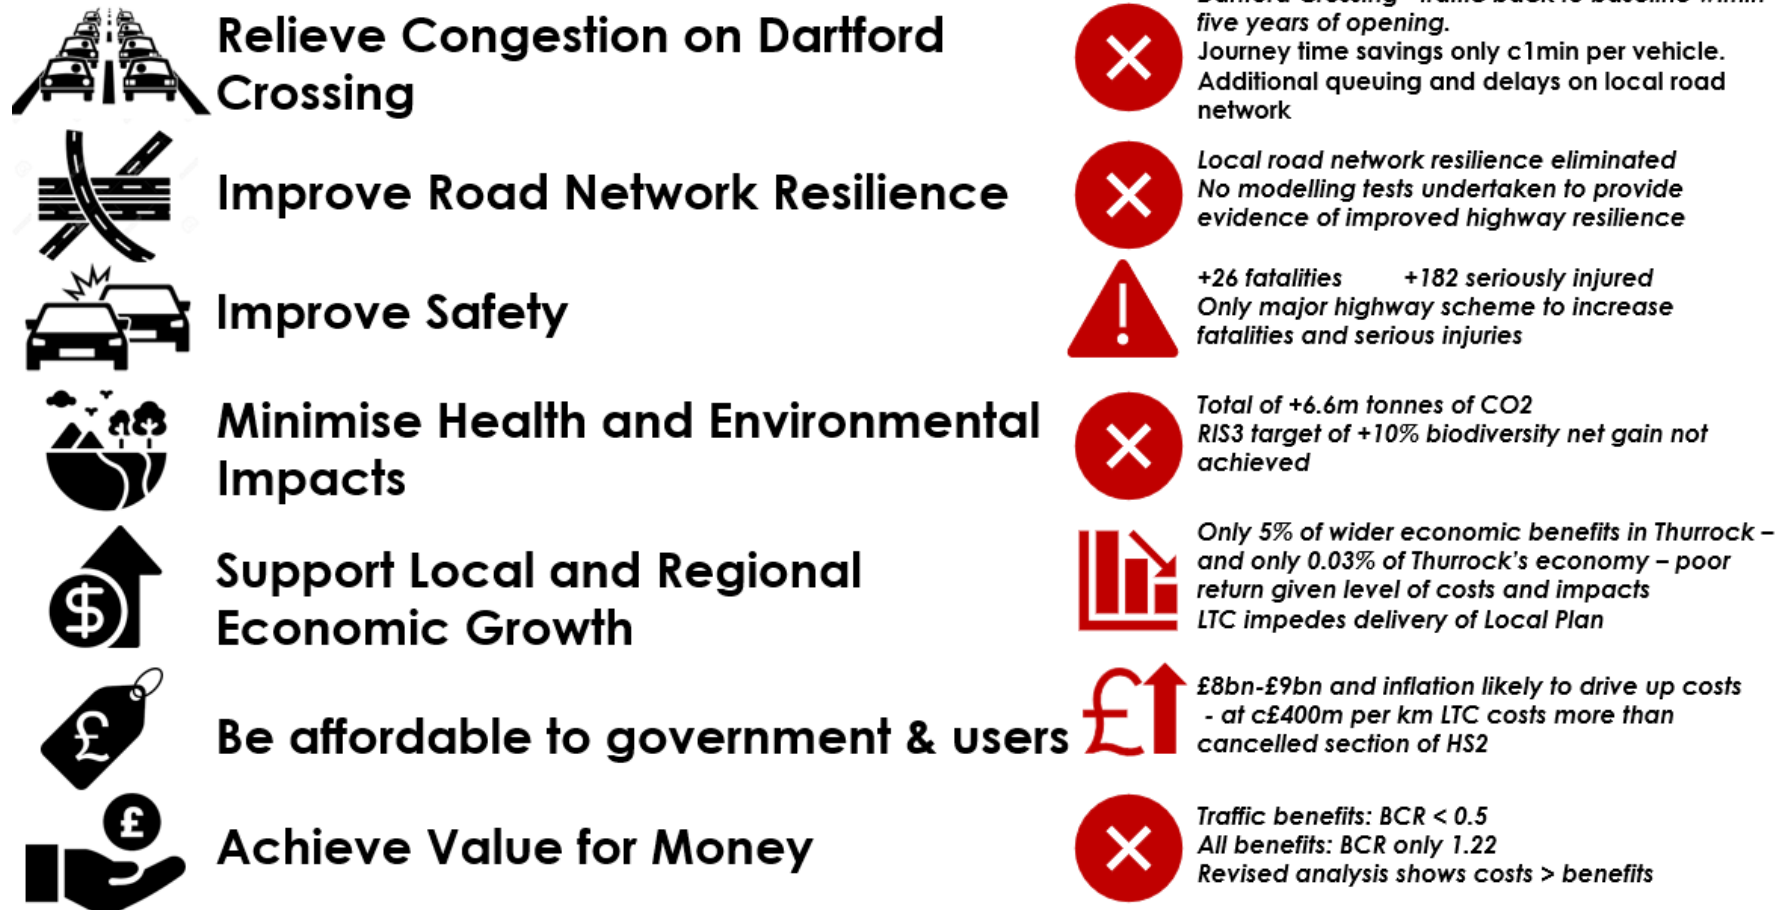 Relieve Congestion on Dartford
Crossing
five years of opening.
Journey time savings only c1min per vehicle.
Additional queuing and delays on local road
network
Improve Road Network Resilience
Local road network resilience eliminated
No modelling tests undertaken to provide
evidence of improved highway resilience
Improve Safety
+26 fatalities +182 seriously injured
Only major highway scheme to increase
fatalities and serious injuries
Minimise Health and Environmental
Impacts
Total of +6.6m tonnes of CO2
RIS3 target of +10% biodiversity net gain not
achieved
$
Support Local and Regional
Economic Growth
Only 5% of wider economic benefits in Thurrock –
and only 0.03% of Thurrock's economy – poor
return given level of costs and impacts
LTC impedes delivery of Local Plan
£
Be affordable to government & users
£
£8bn-£9bn and inflation likely to drive up costs
- at c£400m per km LTC costs more than
cancelled section of HS2
£
Achieve Value for Money
Traffic benefits: BCR < 0.5
All benefits: BCR only 1.22
Revised analysis shows costs > benefits